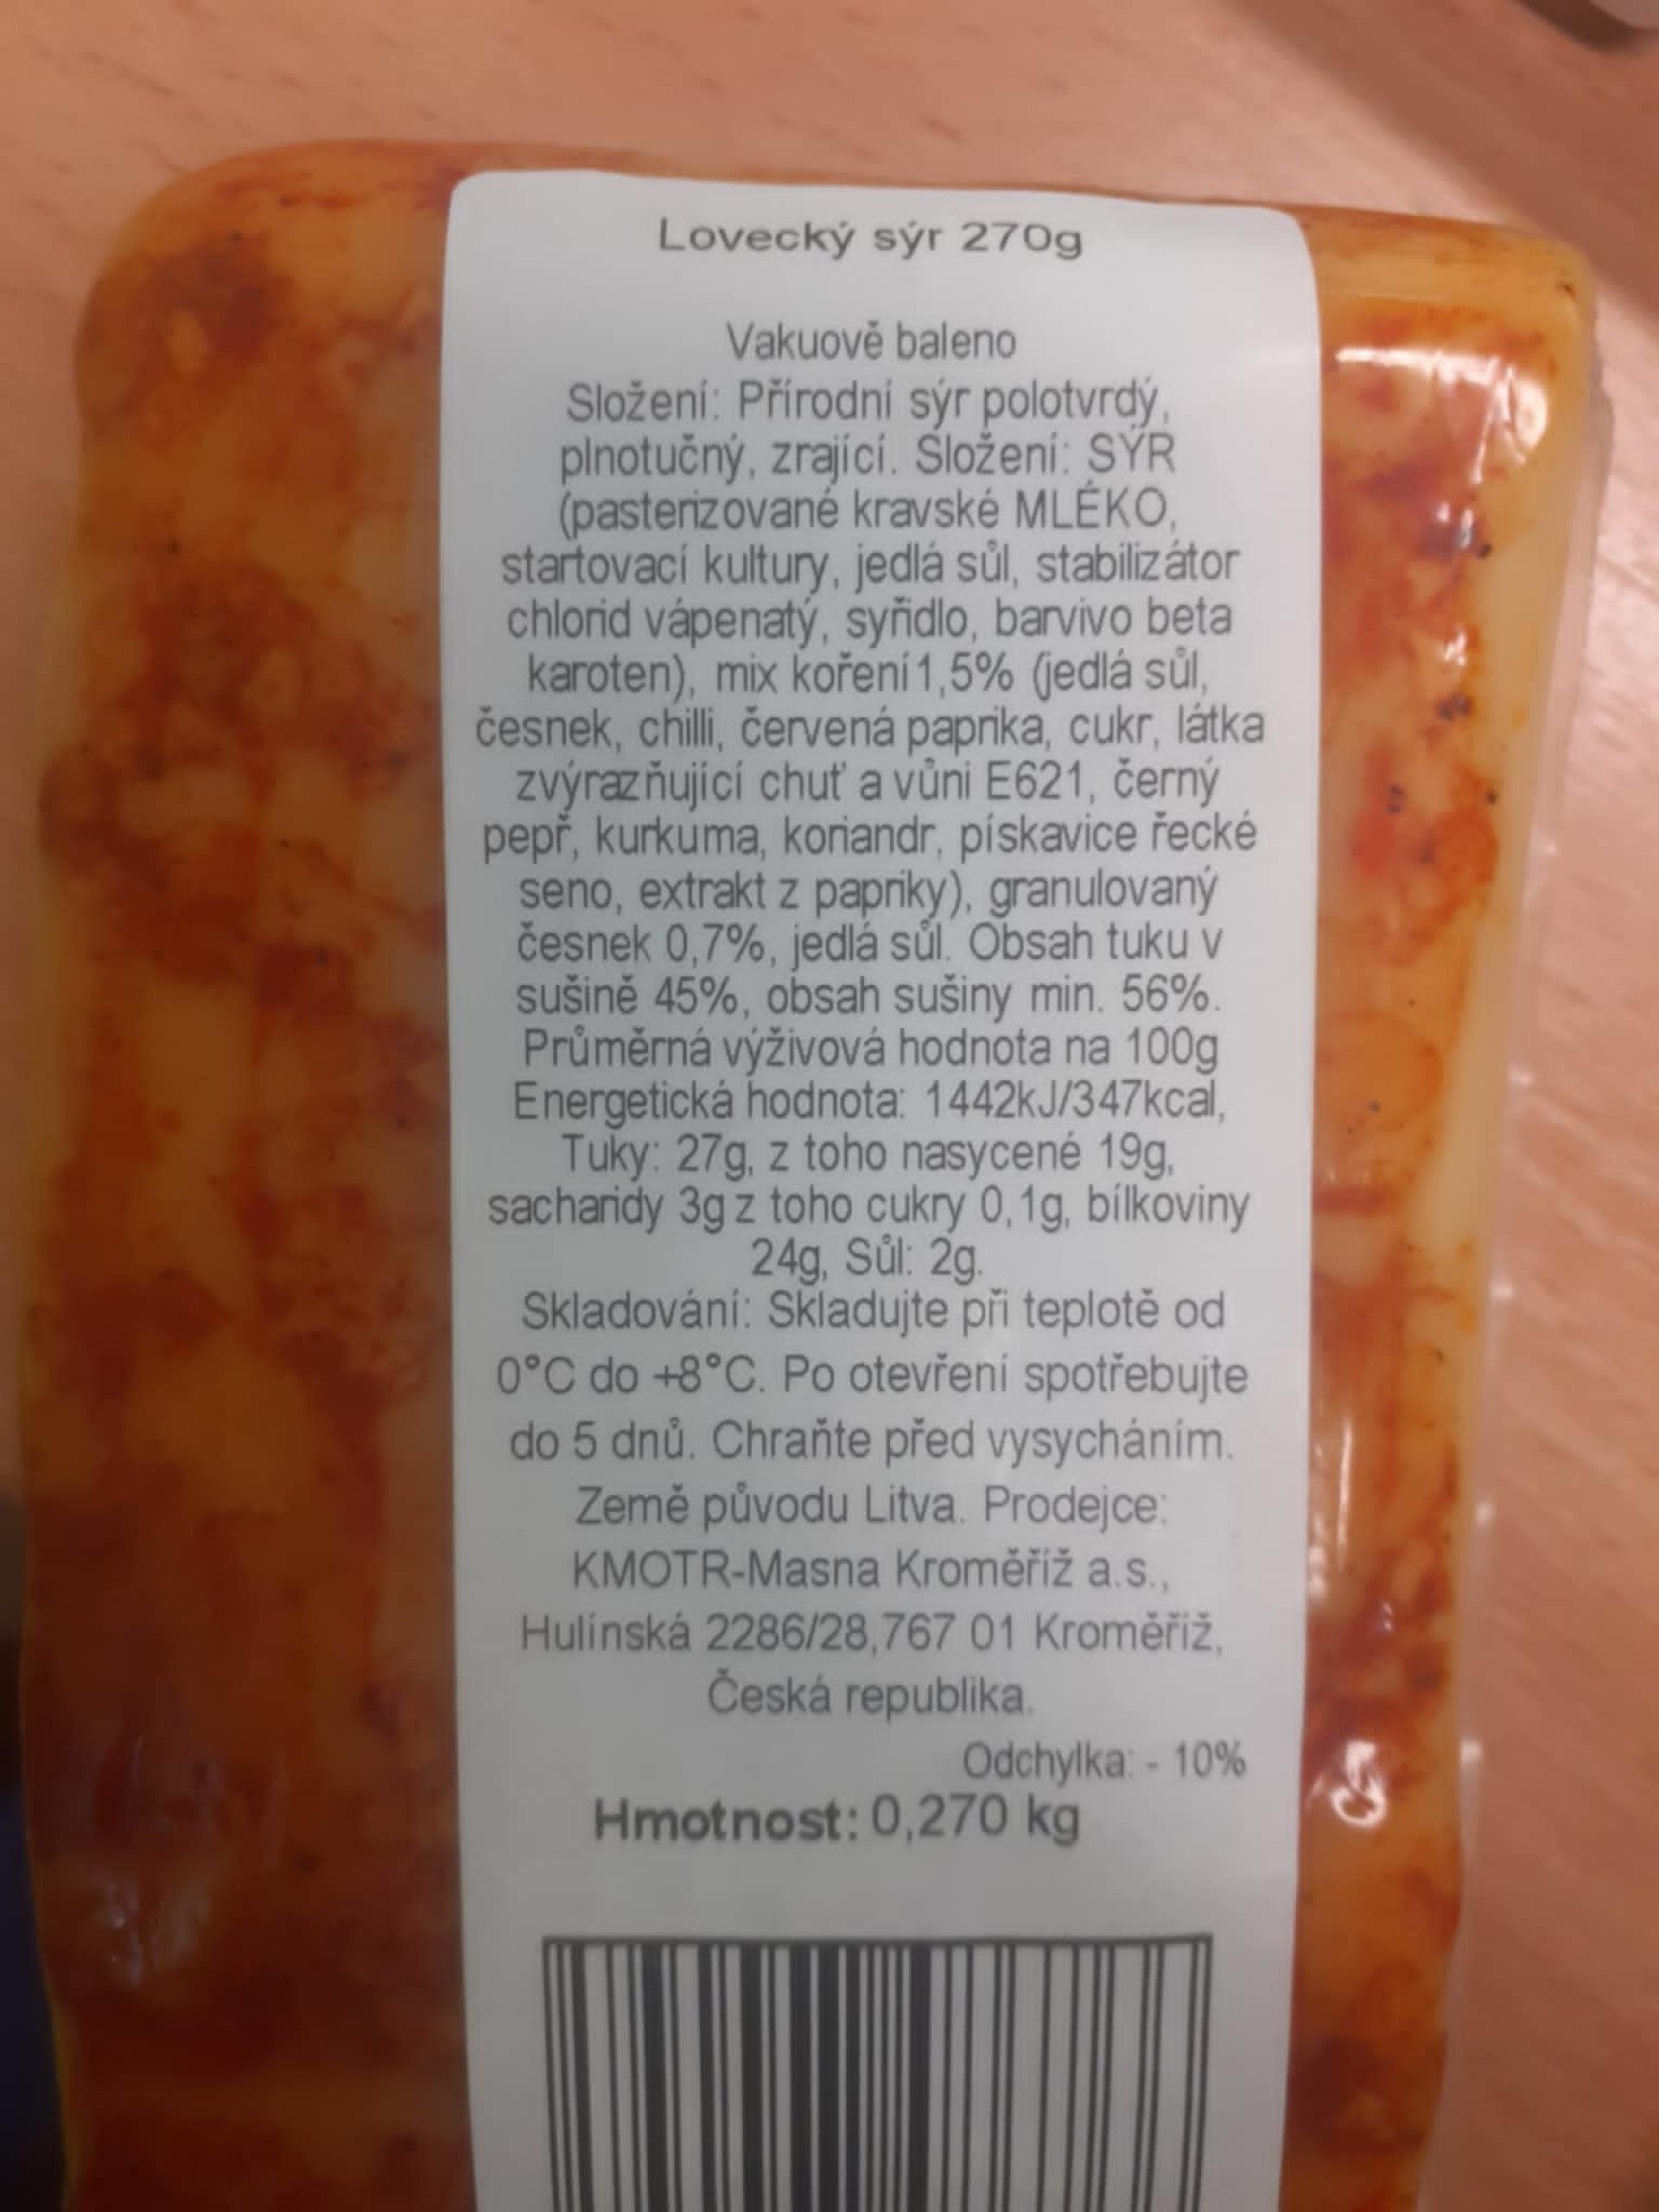 Lovecký sýr 270g
Vakuově baleno
Složení: Přírodní sýr polotvrdý,
plnotučný, zrající. Složení: SÝR
(pasterizované kravské MLÉKO,
startovací kultury, jedlá sůl, stabilizátor
chlorid vápenatý, syřidlo, barvivo beta
karoten), mix koření 1,5% (jedlá sůl,
česnek, chilli, červená paprika, cukr, látka
zvýrazňující chuť a vůni E621, černý
pepř, kurkuma, koriandr, pískavice řecké
seno, extrakt z papriky), granulovaný
česnek 0,7%, jedlá sůl. Obsah tuku v
sušině 45%, obsah sušiny min. 56%.
Průměrná výživová hodnota na 100g
Energetická hodnota: 1442kJ/347kcal,
Tuky: 27g, z toho nasycené 19g,
sacharidy 3g z toho cukry 0,1g, bílkoviny
24g, Sůl: 2g.
Skladování: Skladujte při teplotě od
0°C do +8°C. Po otevření spotřebujte
do 5 dnů. Chraňte před vysycháním.
Země původu Litva. Prodejce:
KMOTR-Masna Kroměříž a.s.,
Hulínská 2286/28,767 01 Kroměříž,
Česká republika.
Odchylka: - 10%
Hmotnost: 0,270 kg